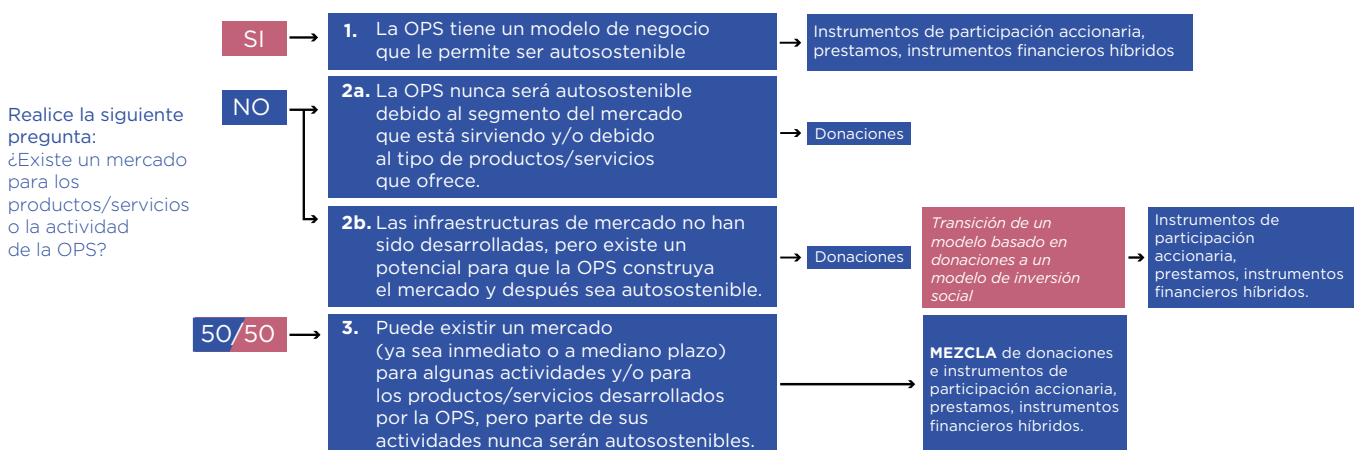 Realice la siguiente
pregunta:
¿Existe un mercado
para los
productos/servicios
o la actividad
de la OPS?
SI
1. La OPS tiene un modelo de negocio
que le permite ser autosostenible
Instrumentos de participación accionaria,
prestamos, instrumentos financieros híbridos
NO
2a. La OPS nunca será autosostenible
debido al segmento del mercado
que está sirviendo y/o debido
al tipo de productos/servicios
que ofrece.
Donaciones
2b. Las infraestructuras de mercado no han
sido desarrolladas, pero existe un
potencial para que la OPS construya
el mercado y después sea autosostenible.
Donaciones
Transición de un
modelo basado en
donaciones a un
modelo de inversión
social
Instrumentos de
participación
accionaria,
prestamos, instrumentos
financieros híbridos.
50/50
3. Puede existir un mercado
(ya sea inmediato o a mediano plazo)
para algunas actividades y/o para
los productos/servicios desarrollados
por la OPS, pero parte de sus
actividades nunca serán autosostenibles.
MEZCLA de donaciones
e instrumentos de
participación accionaria,
prestamos, instrumentos
financieros híbridos.